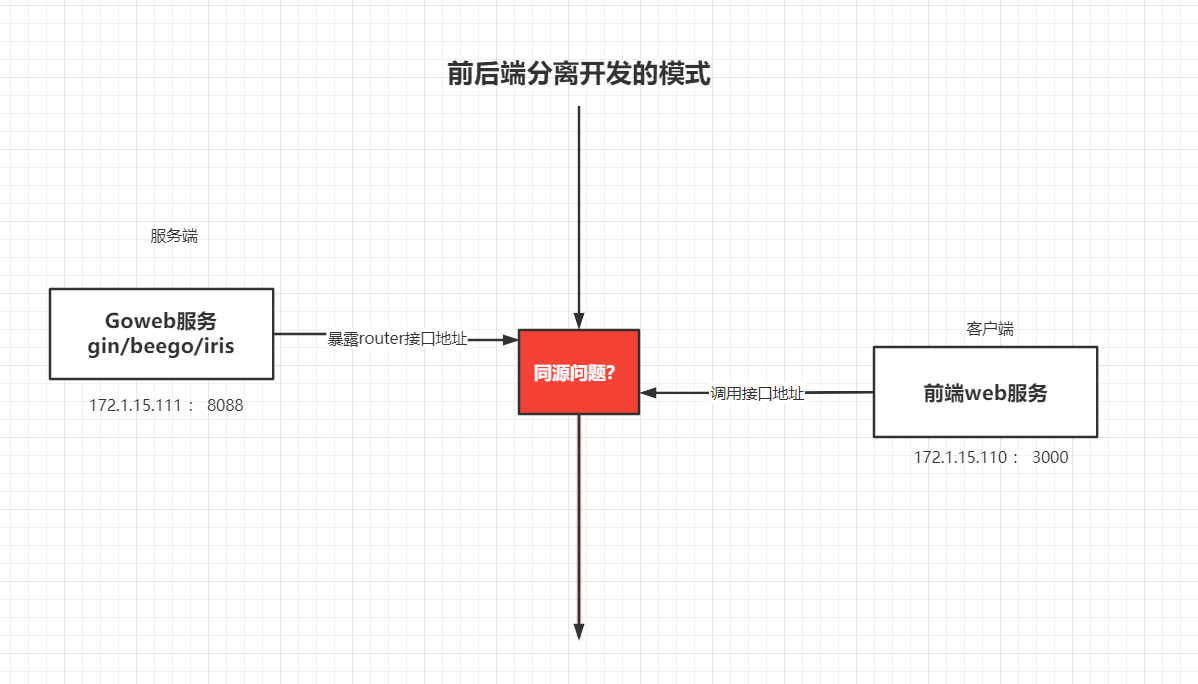 前后端分离开发的模式
服务端
Goweb服务
gin/beego/iris
172.1.15.111： 8088
暴露router接口地址
同源问题?
调用接口地址
客户端
前端web服务
172.1.15.110： 3000